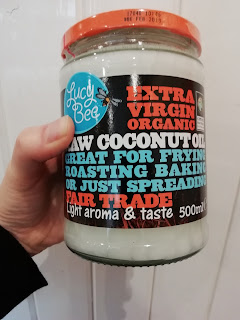 Lucy
Bee
EXTRA
VIRGIN
ORGANIC
RAW COCONUT OIL
GREAT FOR FRYING
ROASTING BAKING
OR JUST SPREADING
FAIR TRADE
Light aroma & taste 500ml